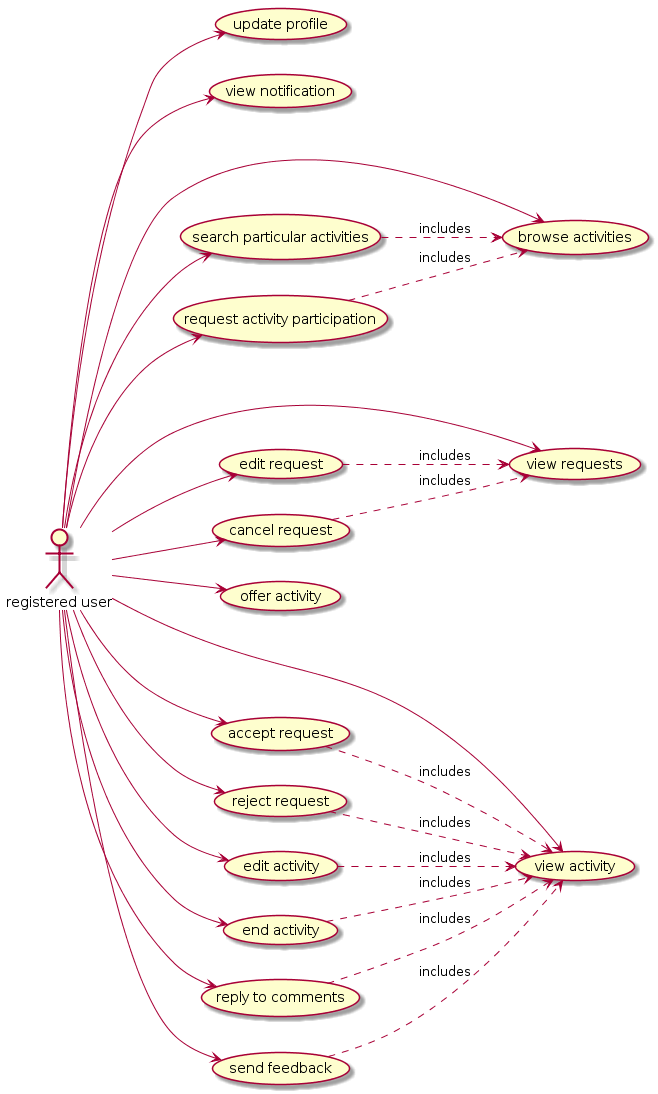 update profile
view notification
includes
search particular activities
browse activities
includes
request activity participation
includes
edit request
view requests
includes
cancel request
offer activity
registered user
accept request
includes
reject request
includes
includes
edit activity
view activity
includes
end activity
includes
reply to comments
includes
send feedback